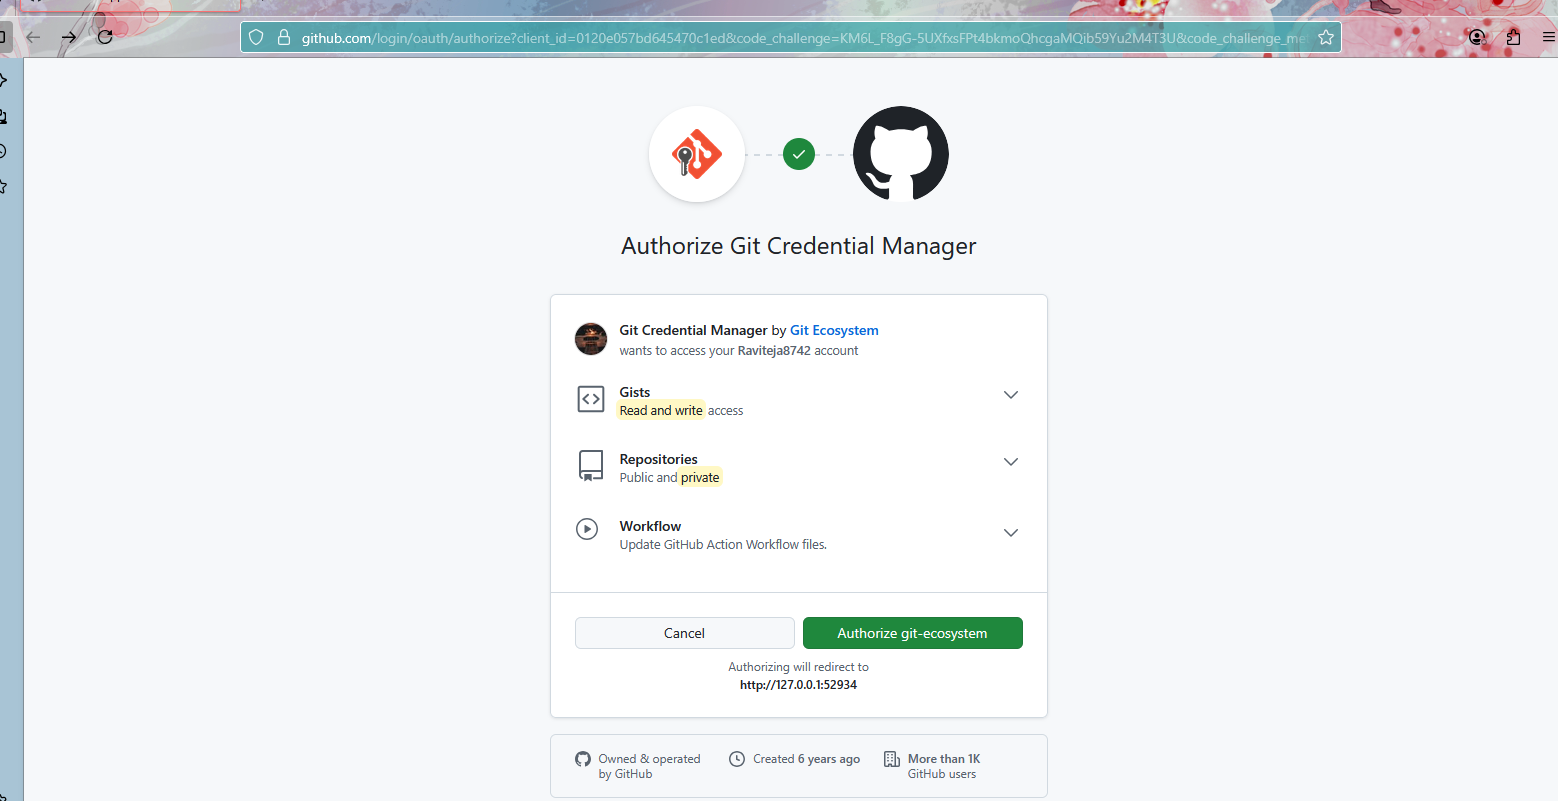 github.com/login/oauth/authorize?client_id=0120e057bd645470c1ed&code_challenge=KM6L_F8gG-5UXfxsFPt4bkmoQhcgaMQib59Yu2M4T3U&code_challenge_me
Authorize Git Credential Manager
Git Credential Manager by Git Ecosystem
wants to access your Raviteja8742 account
Gists
Read and write access
Repositories
Public and private
Workflow
Update GitHub Action Workflow files.
Cancel
Authorize git-ecosystem
Authorizing will redirect to
http://127.0.0.1:52934
Owned & operated
by GitHub
Created 6 years ago
More than 1K
GitHub users